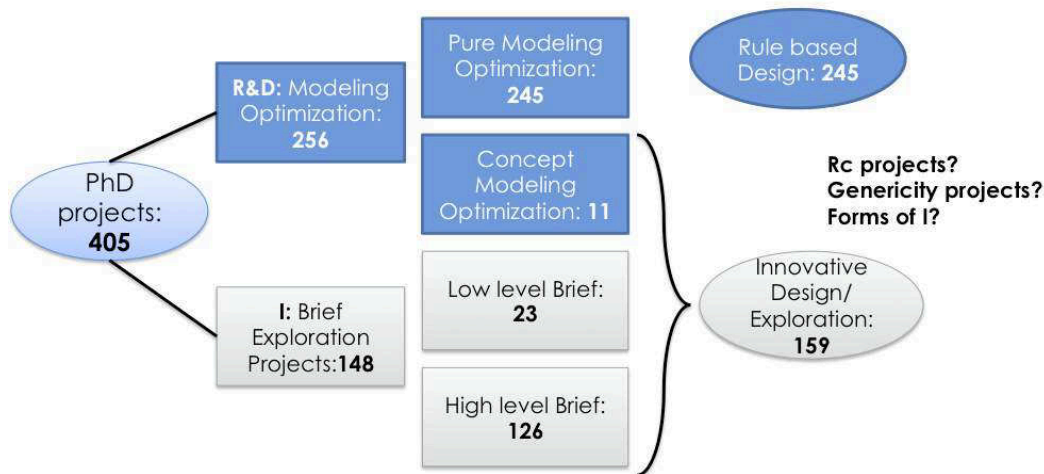 PhD
projects:
405
R&D: Modeling
Optimization:
256
I: Brief
Exploration
Projects:148
Pure Modeling
Optimization:
245
Concept
Modeling
Optimization: 11
Low level Brief:
23
High level Brief:
126
Rule based
Design: 245
Rc projects?
Genericity projects?
Forms of I?
Innovative
Design/
Exploration:
159